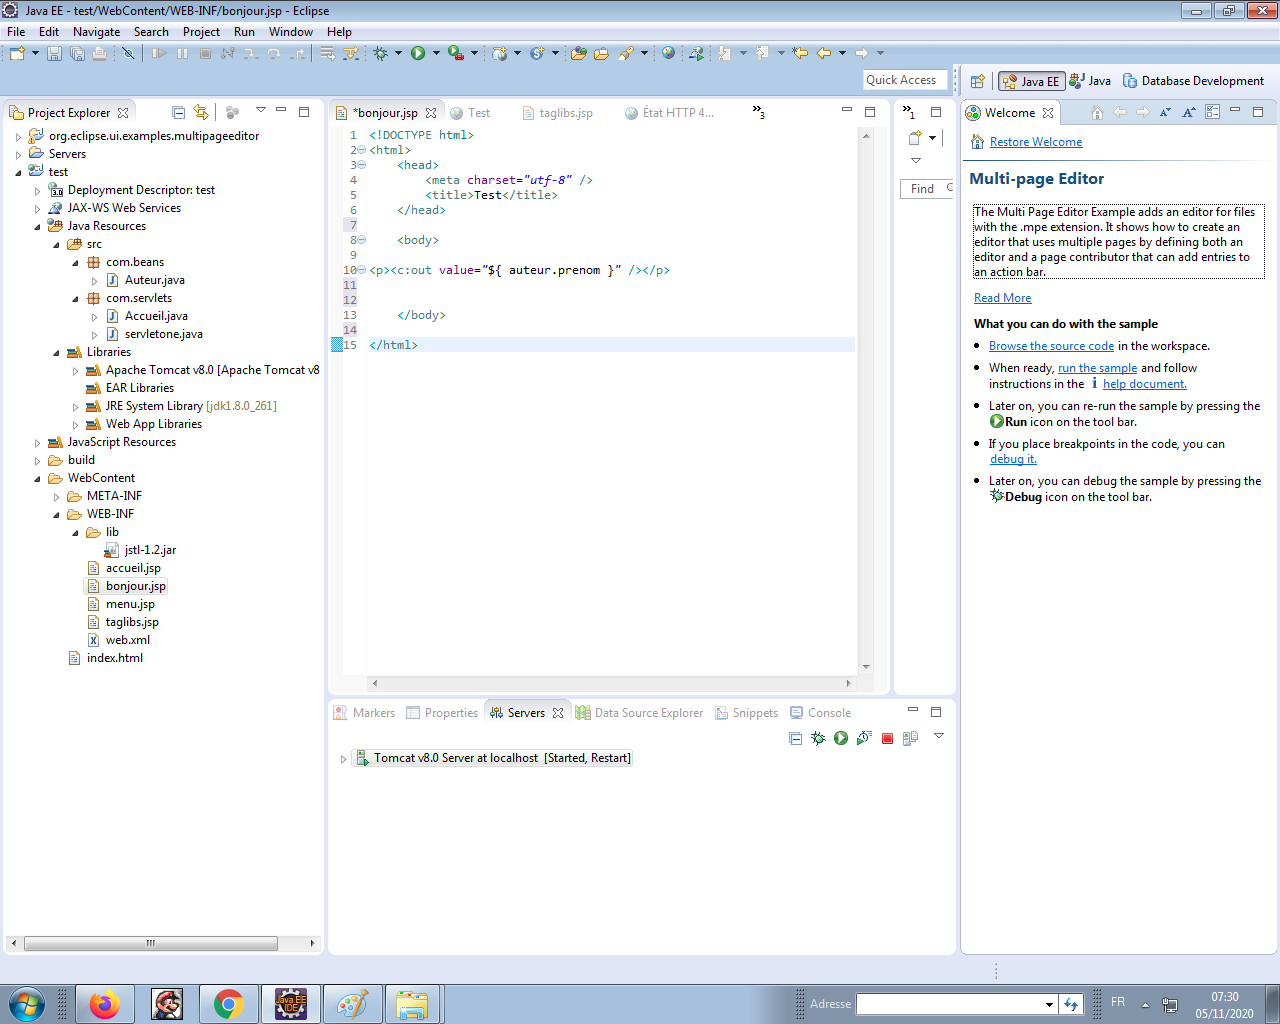 Java EE - test/WebContent/WEB-INF/bonjour.jsp - Eclipse
File Edit Navigate Search Project Run Window Help
Quick Access
Java EE
Java
Database Development
Project Explorer
org.eclipse.ui.examples.multipageeditor
Servers
test
Deployment Descriptor: test
JAX-WS Web Services
Java Resources
src
com.beans
Auteur.java
com.servlets
Accueil.java
servletone.java
Libraries
Apache Tomcat v8.0 [Apache Tomcat v8
EAR Libraries
JRE System Library [jdk1.8.0_261]
Web App Libraries
JavaScript Resources
build
WebContent
META-INF
WEB-INF
lib
jstl-1.2.jar
accueil.jsp
bonjour.jsp
menu.jsp
taglibs.jsp
web.xml
index.html
*bonjour.jsp
Test
taglibs.jsp
État HTTP 4...
»3
1 <!DOCTYPE html>
2 <html>
3 <head>
4 <meta charset="utf-8" />
5 <title>Test</title>
6 </head>
7
8 <body>
9
10 <p><c:out value="${ auteur.prenom }" /></p>
11
12
13 </body>
14
15 </html>
»1
Find
Markers
Properties
Servers
Data Source Explorer
Snippets
Console
Tomcat v8.0 Server at localhost [Started, Restart]
Welcome
Restore Welcome
Multi-page Editor
The Multi Page Editor Example adds an editor for files
with the .mpe extension. It shows how to create an
editor that uses multiple pages by defining both an
editor and a page contributor that can add entries to
an action bar.
Read More
What you can do with the sample
Browse the source code in the workspace.
When ready, run the sample and follow
instructions in the help document.
Later on, you can re-run the sample by pressing the
Run icon on the tool bar.
If you place breakpoints in the code, you can
debug it.
Later on, you can debug the sample by pressing the
Debug icon on the tool bar.
Java EE
IDE
Adresse
FR
07:30
05/11/2020